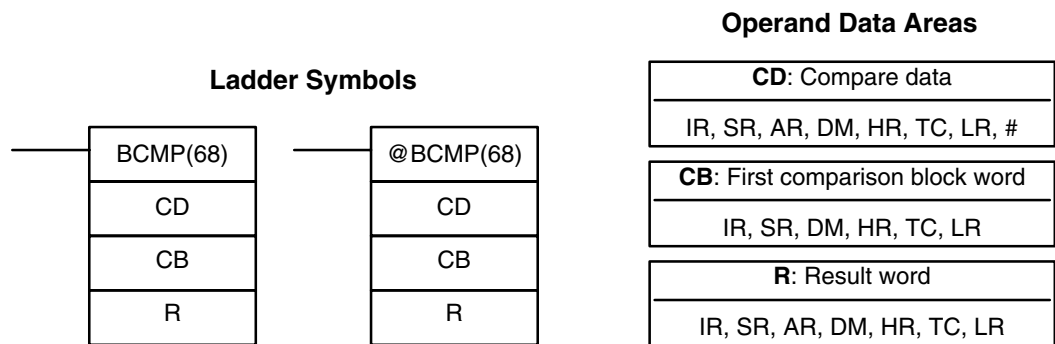 Ladder Symbols
BCMP(68)
CD
CB
R
@BCMP(68)
CD
CB
R
Operand Data Areas
CD: Compare data
IR, SR, AR, DM, HR, TC, LR, #
CB: First comparison block word
IR, SR, DM, HR, TC, LR
R: Result word
IR, SR, AR, DM, HR, TC, LR